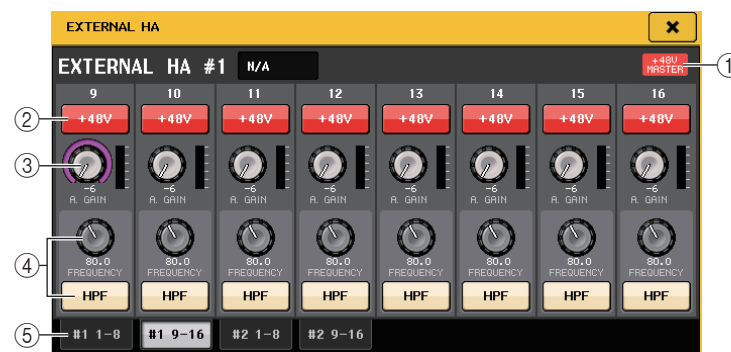 EXTERNAL HA
EXTERNAL HA #1 N/A +48V MASTER 1
9 10 11 12 13 14 15 16
2 +48V +48V +48V +48V +48V +48V +48V +48V
3
-6 -6 -6 -6 -6 -6 -6 -6
A. GAIN A. GAIN A. GAIN A. GAIN A. GAIN A. GAIN A. GAIN A. GAIN
4
80.0 80.0 80.0 80.0 80.0 80.0 80.0 80.0
FREQUENCY FREQUENCY FREQUENCY FREQUENCY FREQUENCY FREQUENCY FREQUENCY FREQUENCY
HPF HPF HPF HPF HPF HPF HPF HPF
5 #1 1-8 #1 9-16 #2 1-8 #2 9-16